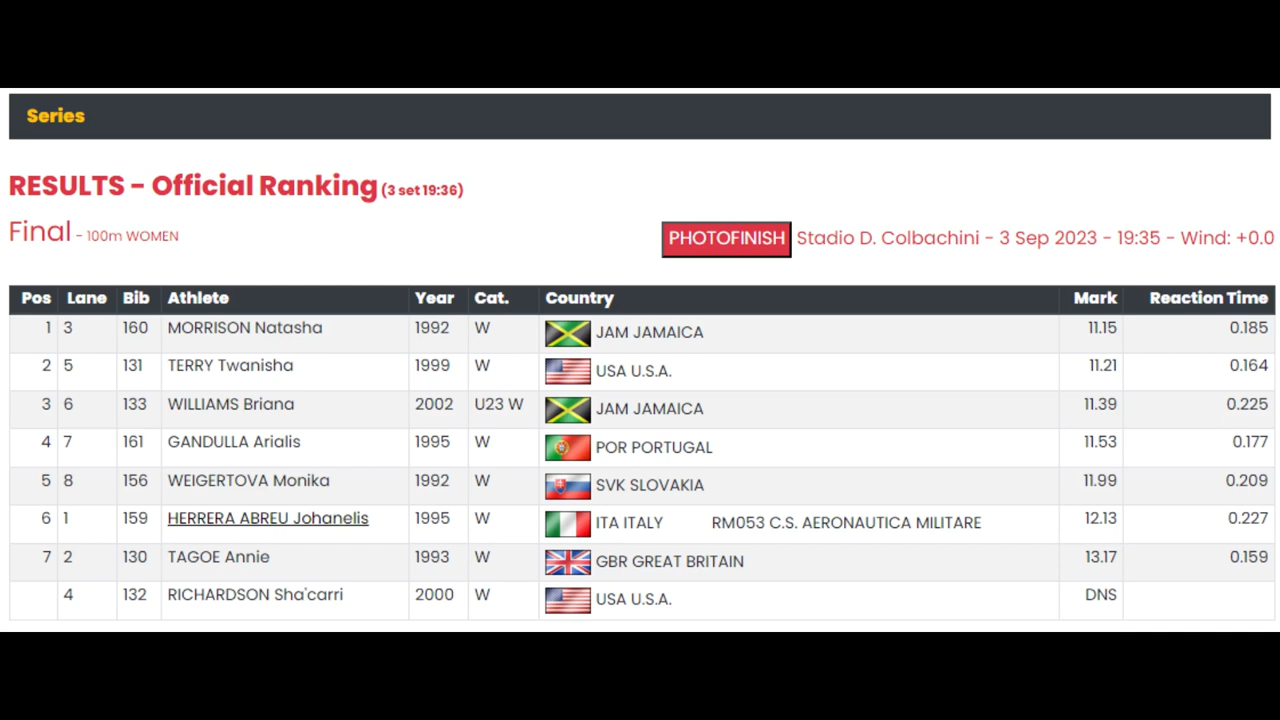 Series
RESULTS - Official Ranking (3 set 19:36)
Final - 100m WOMEN
PHOTOFINISH Stadio D. Colbachini - 3 Sep 2023 - 19:35 - Wind: +0.0
Pos Lane Bib Athlete Year Cat. Country Mark Reaction Time
1 3 160 MORRISON Natasha 1992 W JAM JAMAICA 11.15 0.185
2 5 131 TERRY Twanisha 1999 W USA U.S.A. 11.21 0.164
3 6 133 WILLIAMS Briana 2002 U23 W JAM JAMAICA 11.39 0.225
4 7 161 GANDULLA Arialis 1995 W POR PORTUGAL 11.53 0.177
5 8 156 WEIGERTOVA Monika 1992 W SVK SLOVAKIA 11.99 0.209
6 1 159 HERRERA ABREU Johanelis 1995 W ITA ITALY RM053 C.S. AERONAUTICA MILITARE 12.13 0.227
7 2 130 TAGOE Annie 1993 W GBR GREAT BRITAIN 13.17 0.159
4 132 RICHARDSON Sha'carri 2000 W USA U.S.A. DNS